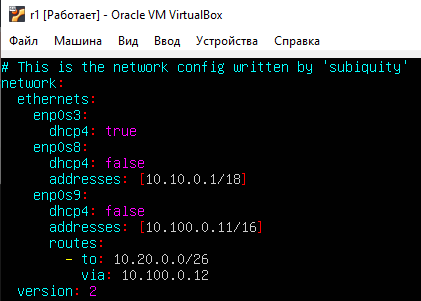 r1 [Работает] - Oracle VM VirtualBox
Файл Машина Вид Ввод Устройства Справка
# This is the network config written by 'subiquity'
network:
  ethernets:
    enp0s3:
      dhcp4: true
    enp0s8:
      dhcp4: false
      addresses: [10.10.0.1/18]
    enp0s9:
      dhcp4: false
      addresses: [10.100.0.11/16]
      routes:
        - to: 10.20.0.0/26
          via: 10.100.0.12
  version: 2